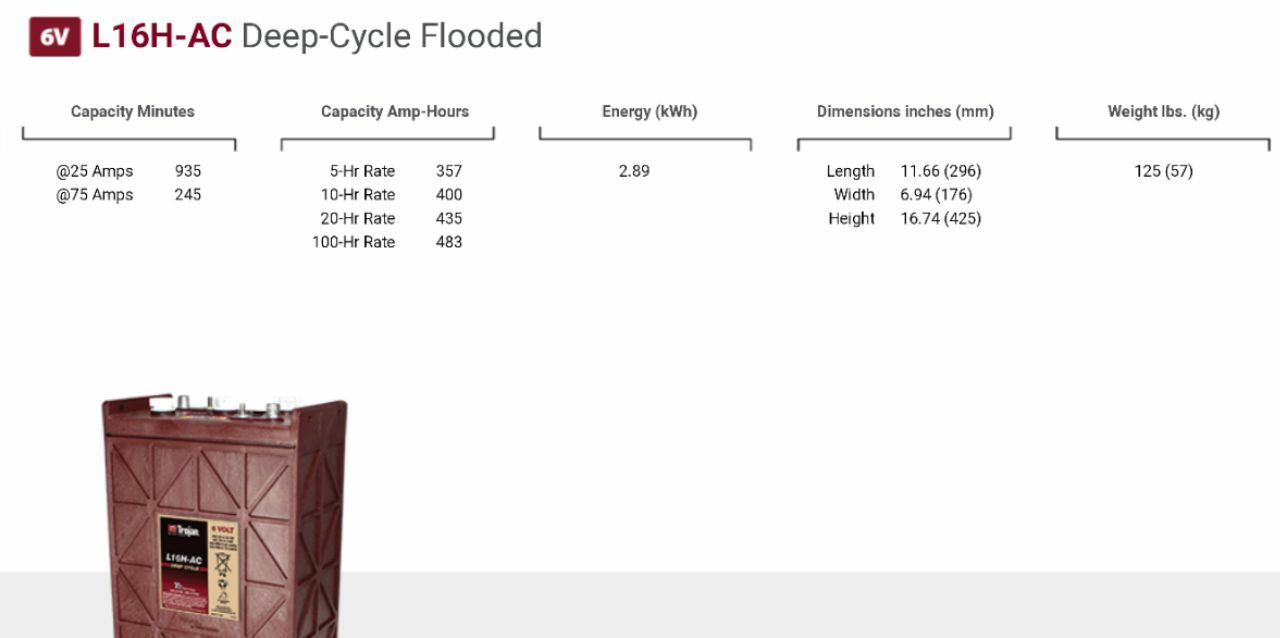 6V L16H-AC Deep-Cycle Flooded
Capacity Minutes Capacity Amp-Hours Energy (kWh) Dimensions inches (mm) Weight lbs. (kg)
@25 Amps 935 5-Hr Rate 357 2.89 Length 11.66 (296) 125 (57)
@75 Amps 245 10-Hr Rate 400 Width 6.94 (176)
20-Hr Rate 435 Height 16.74 (425)
100-Hr Rate 483
Trojan 6 VOLT
L16H-AC
DEEP CYCLE